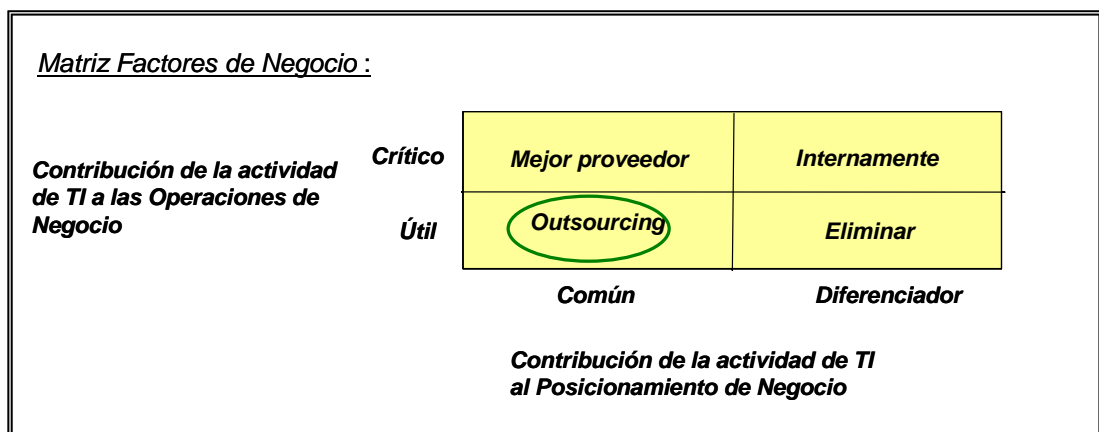 Matriz Factores de Negocio :
Contribución de la actividad
de TI a las Operaciones de
Negocio
Crítico
Mejor proveedor
Internamente
Útil
Outsourcing
Eliminar
Común
Diferenciador
Contribución de la actividad de TI
al Posicionamiento de Negocio